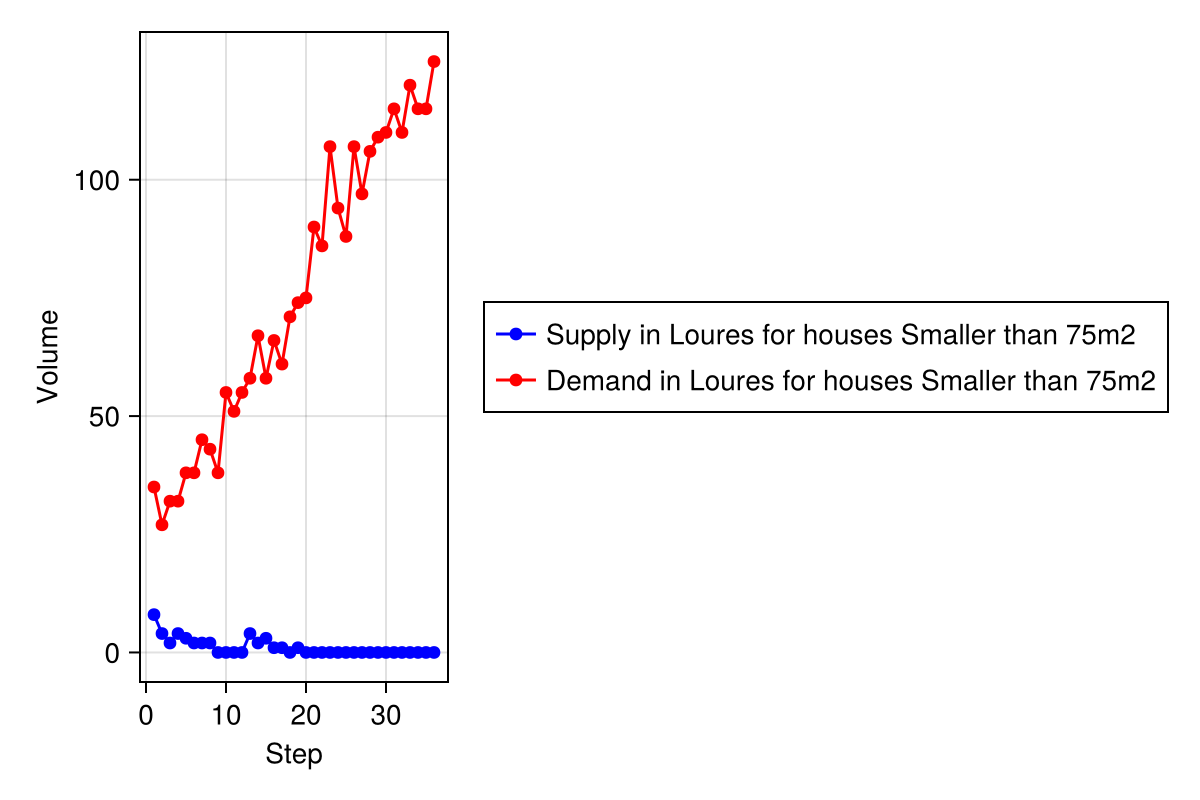 Volume
100
50
0
0 10 20 30
Step
Supply in Loures for houses Smaller than 75m2
Demand in Loures for houses Smaller than 75m2